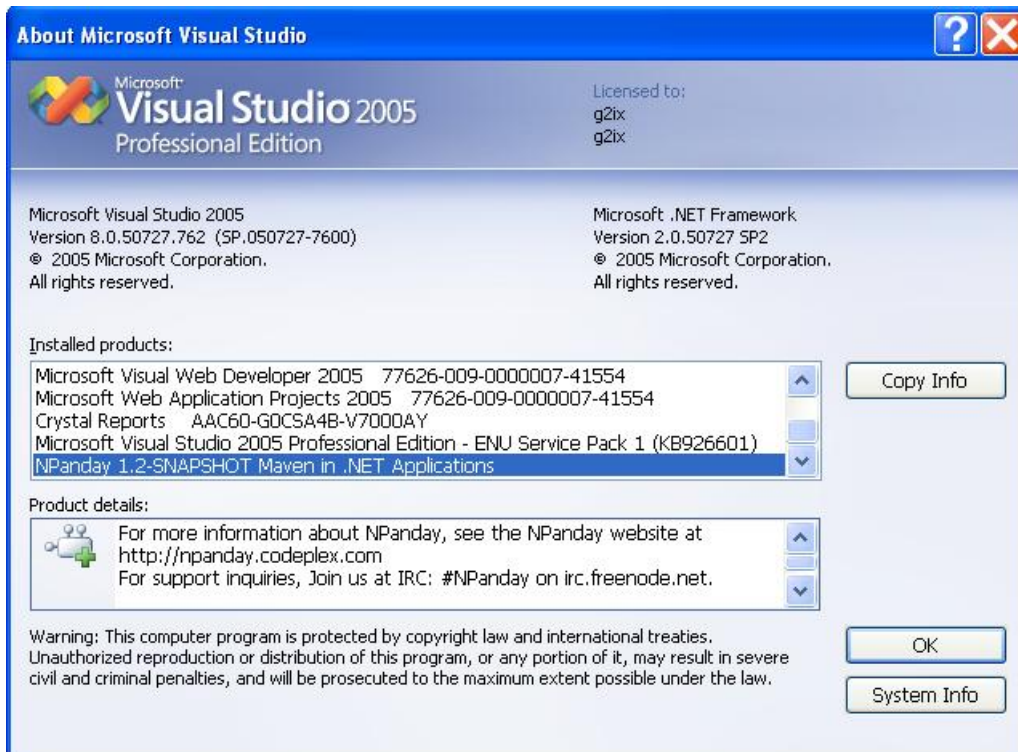 About Microsoft Visual Studio
Microsoft
Visual Studio 2005
Professional Edition
Licensed to:
g2ix
g2ix
Microsoft Visual Studio 2005
Version 8.0.50727.762 (SP.050727-7600)
© 2005 Microsoft Corporation.
All rights reserved.
Microsoft .NET Framework
Version 2.0.50727 SP2
© 2005 Microsoft Corporation.
All rights reserved.
Installed products:
Microsoft Visual Web Developer 2005 77626-009-0000007-41554
Microsoft Web Application Projects 2005 77626-009-0000007-41554
Crystal Reports AAC60-G0CSA4B-V7000AY
Microsoft Visual Studio 2005 Professional Edition - ENU Service Pack 1 (KB926601)
NPanday 1.2-SNAPSHOT Maven in .NET Applications
Copy Info
Product details:
For more information about NPanday, see the NPanday website at
http://npanday.codeplex.com
For support inquiries, Join us at IRC: #NPanday on irc.freenode.net.
Warning: This computer program is protected by copyright law and international treaties.
Unauthorized reproduction or distribution of this program, or any portion of it, may result in severe
civil and criminal penalties, and will be prosecuted to the maximum extent possible under the law.
OK
System Info